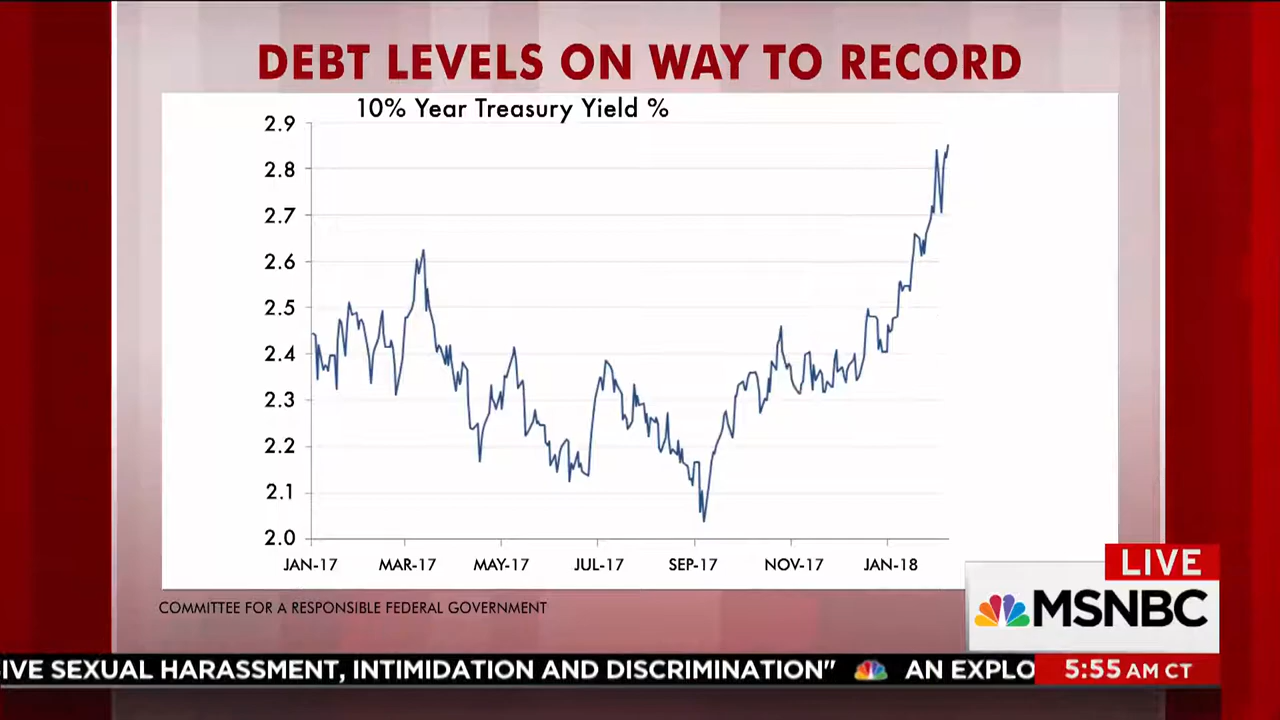 DEBT LEVELS ON WAY TO RECORD
10% Year Treasury Yield %
2.9
2.8
2.7
2.6
2.5
2.4
2.3
2.2
2.1
2.0
JAN-17 MAR-17 MAY-17 JUL-17 SEP-17 NOV-17 JAN-18
COMMITTEE FOR A RESPONSIBLE FEDERAL GOVERNMENT
LIVE
MSNBC
IVE SEXUAL HARASSMENT, INTIMIDATION AND DISCRIMINATION" AN EXPLO
5:55 AM CT